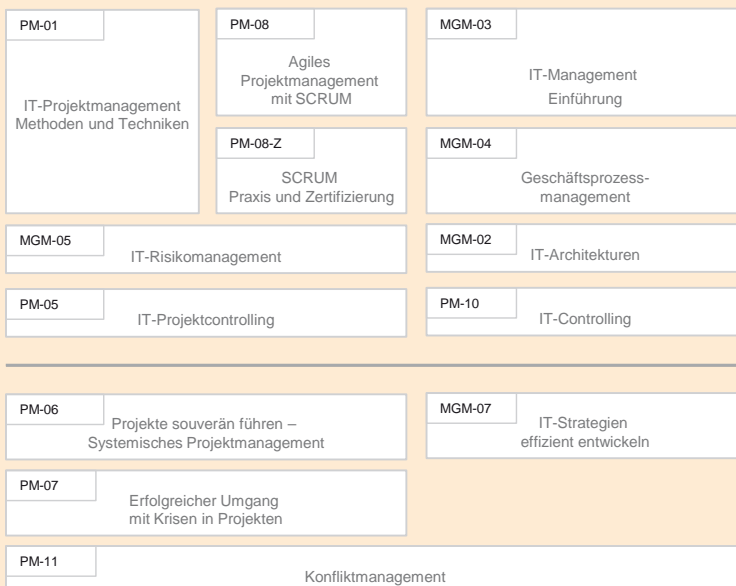 PM-01
IT-Projektmanagement
Methoden und Techniken
PM-08
Agiles
Projektmanagement
mit SCRUM
MGM-03
IT-Management
Einführung
PM-08-Z
SCRUM
Praxis und Zertifizierung
MGM-04
Geschäftsprozess-
management
MGM-05
IT-Risikomanagement
MGM-02
IT-Architekturen
PM-05
IT-Projektcontrolling
PM-10
IT-Controlling
PM-06
Projekte souverän führen –
Systemisches Projektmanagement
MGM-07
IT-Strategien
effizient entwickeln
PM-07
Erfolgreicher Umgang
mit Krisen in Projekten
PM-11
Konfliktmanagement